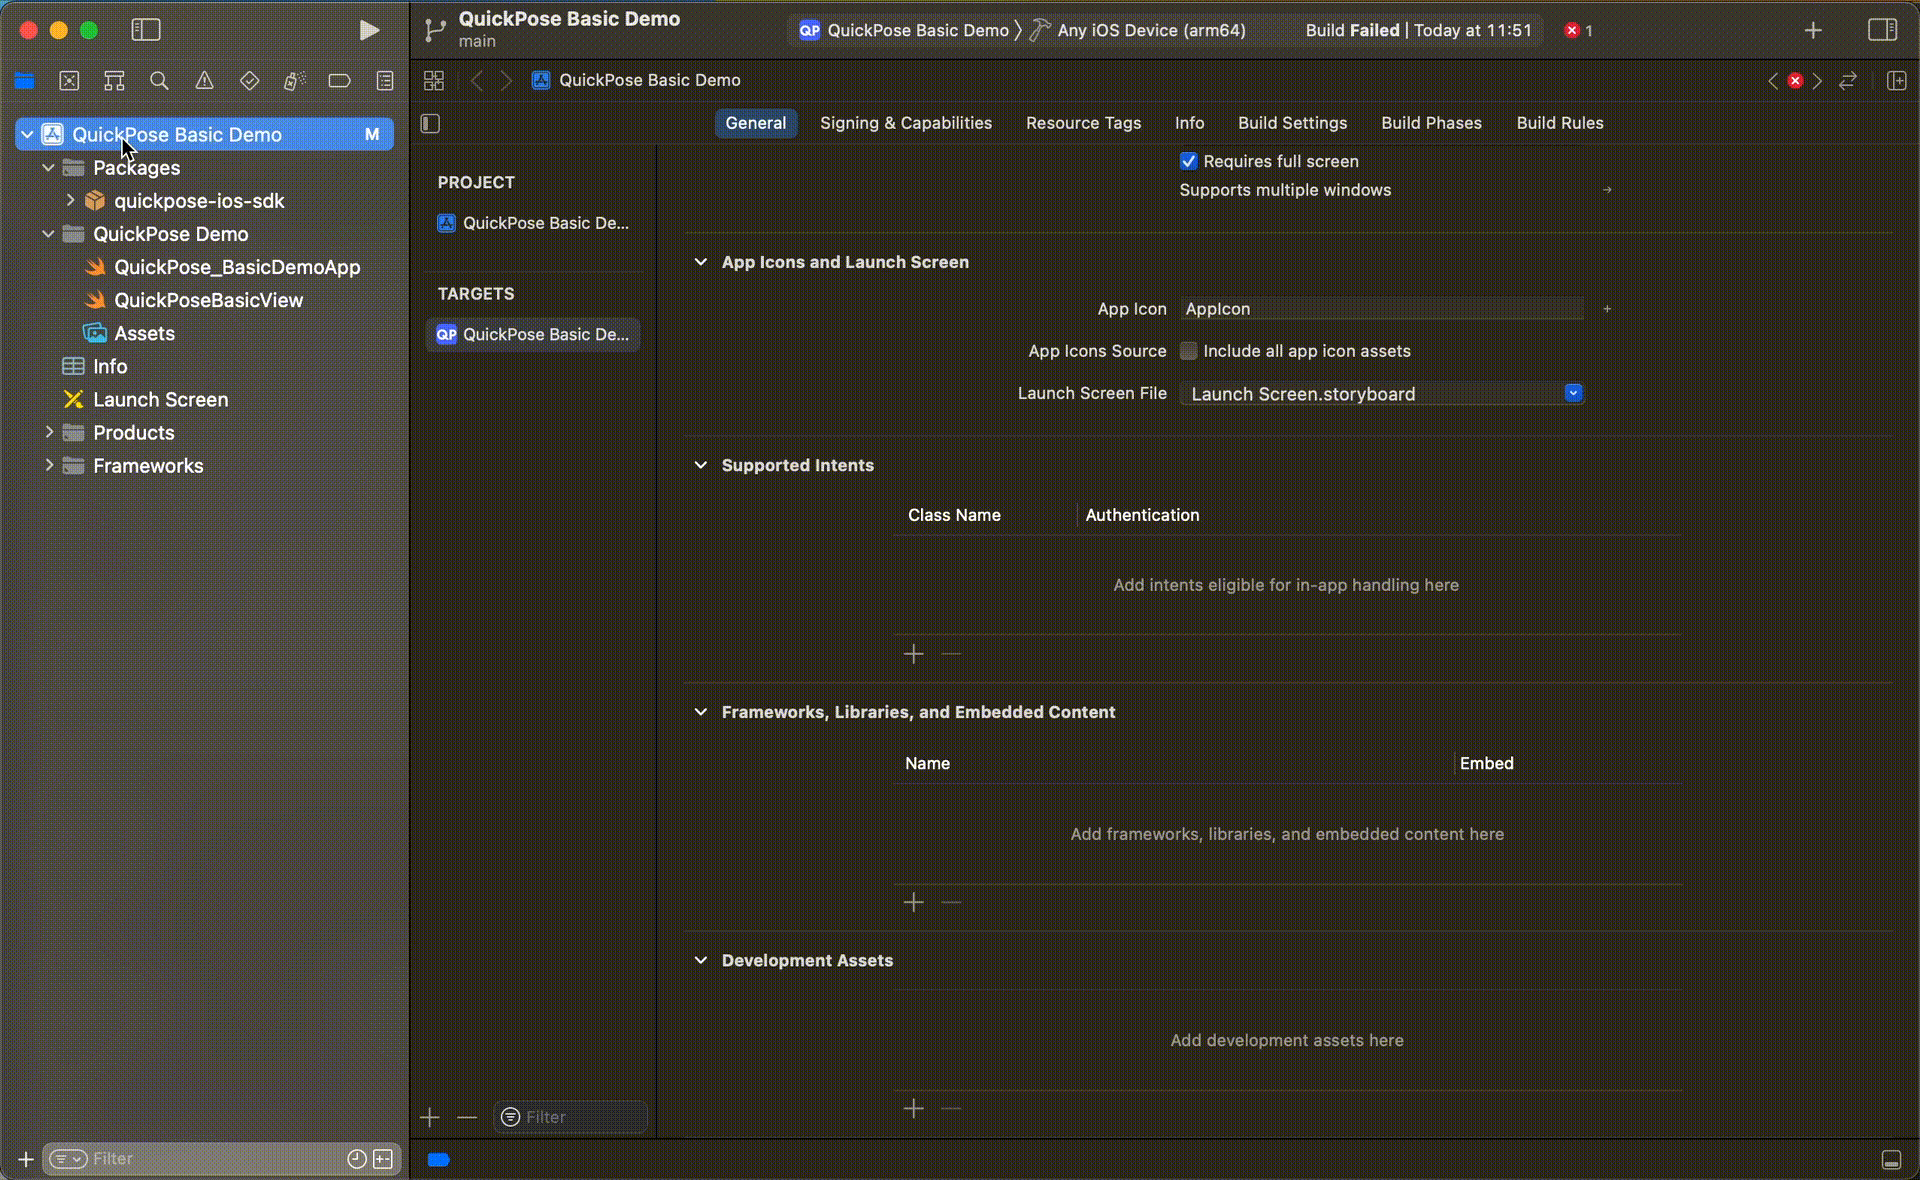 QuickPose Basic Demo
main
QP QuickPose Basic Demo Any iOS Device (arm64)
Build Failed | Today at 11:51
1
QuickPose Basic Demo
QuickPose Basic Demo M
Packages
quickpose-ios-sdk
QuickPose Demo
QuickPose_BasicDemoApp
QuickPoseBasicView
Assets
Info
Launch Screen
Products
Frameworks
Filter
General Signing & Capabilities Resource Tags Info Build Settings Build Phases Build Rules
PROJECT
QuickPose Basic De...
TARGETS
QP QuickPose Basic De...
Filter
Requires full screen
Supports multiple windows
App Icons and Launch Screen
App Icon AppIcon
App Icons Source Include all app icon assets
Launch Screen File Launch Screen.storyboard
Supported Intents
Class Name Authentication
Add intents eligible for in-app handling here
Frameworks, Libraries, and Embedded Content
Name Embed
Add frameworks, libraries, and embedded content here
Development Assets
Add development assets here